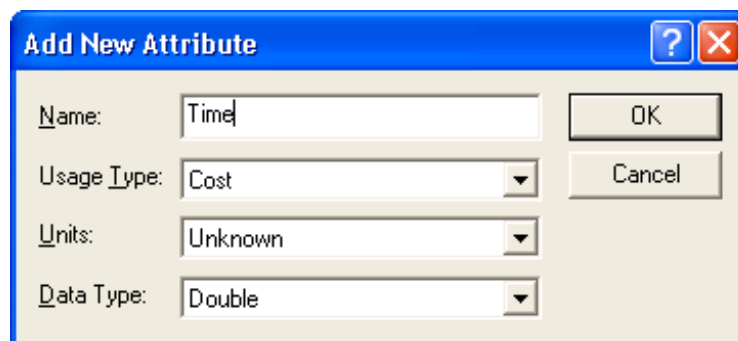 Add New Attribute
Name: Time OK
Usage Type: Cost Cancel
Units: Unknown
Data Type: Double